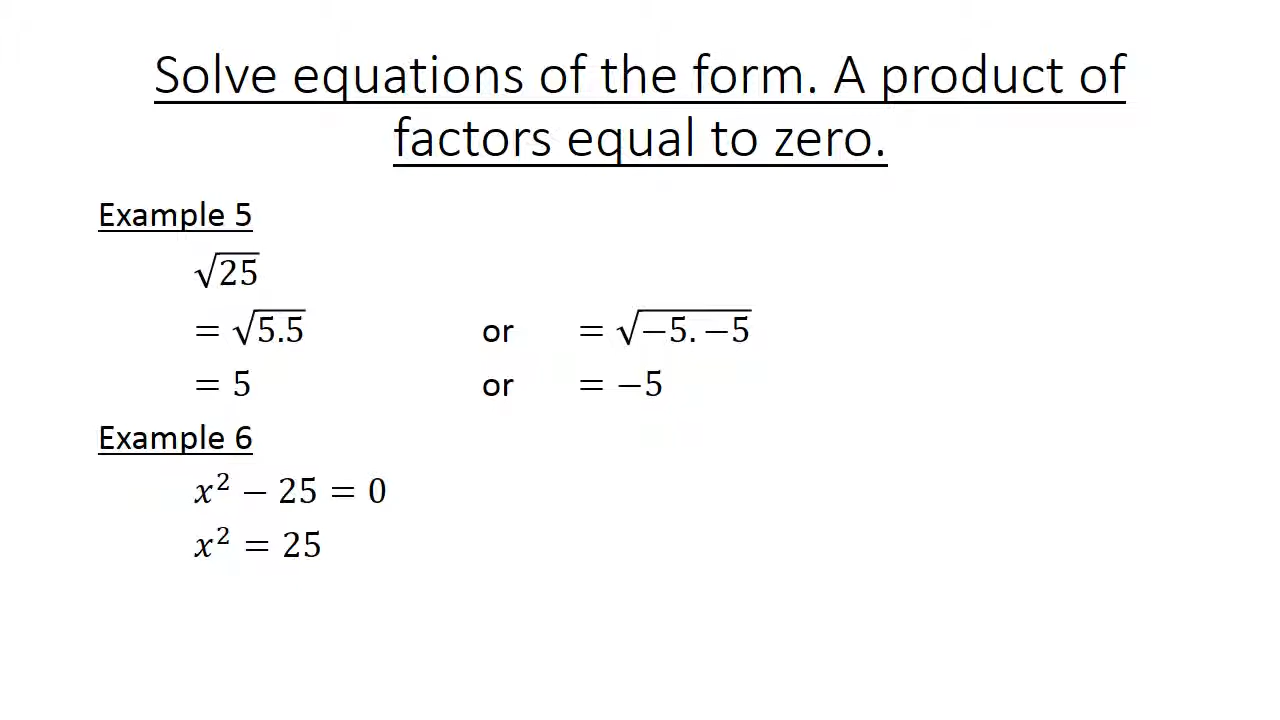 Solve equations of the form. A product of
factors equal to zero.
Example 5
√25
= √5.5 or = √−5. −5
= 5 or = −5
Example 6
x² − 25 = 0
x² = 25